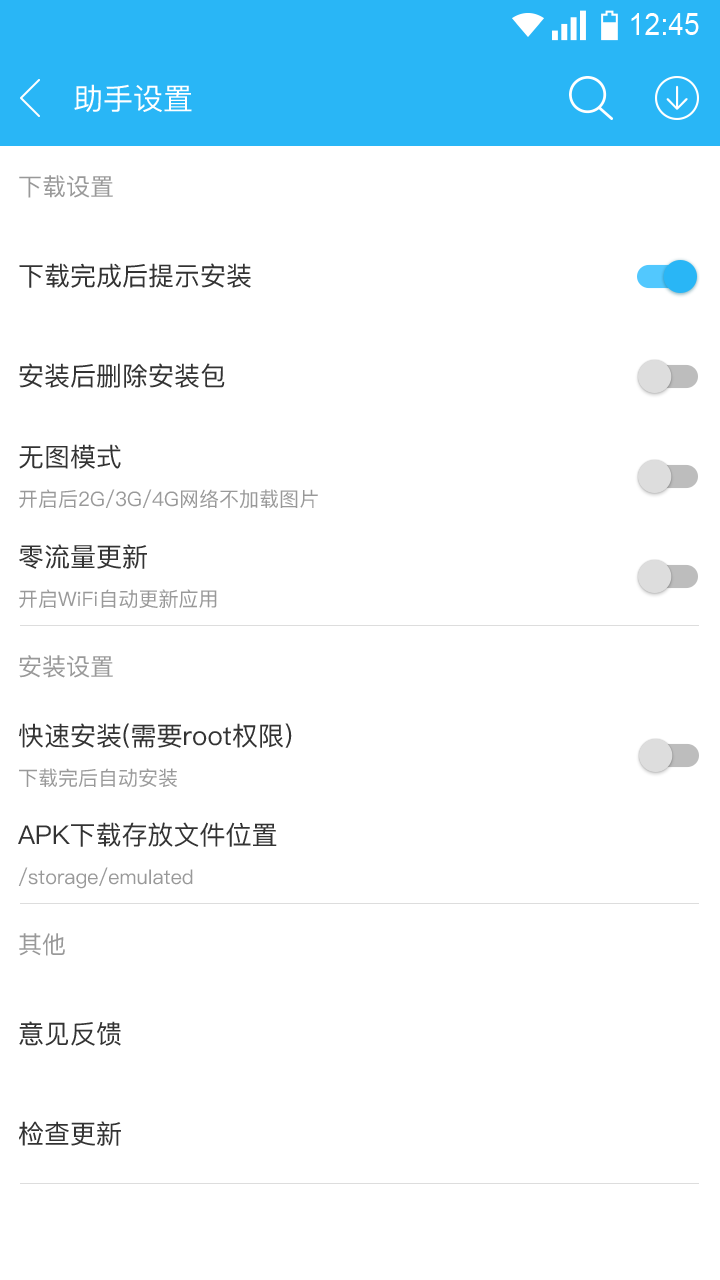 12:45
助手设置
下载设置
下载完成后提示安装
安装后删除安装包
无图模式
开启后2G/3G/4G网络不加载图片
零流量更新
开启WiFi自动更新应用
安装设置
快速安装(需要root权限)
下载完后自动安装
APK下载存放文件位置
/storage/emulated
其他
意见反馈
检查更新